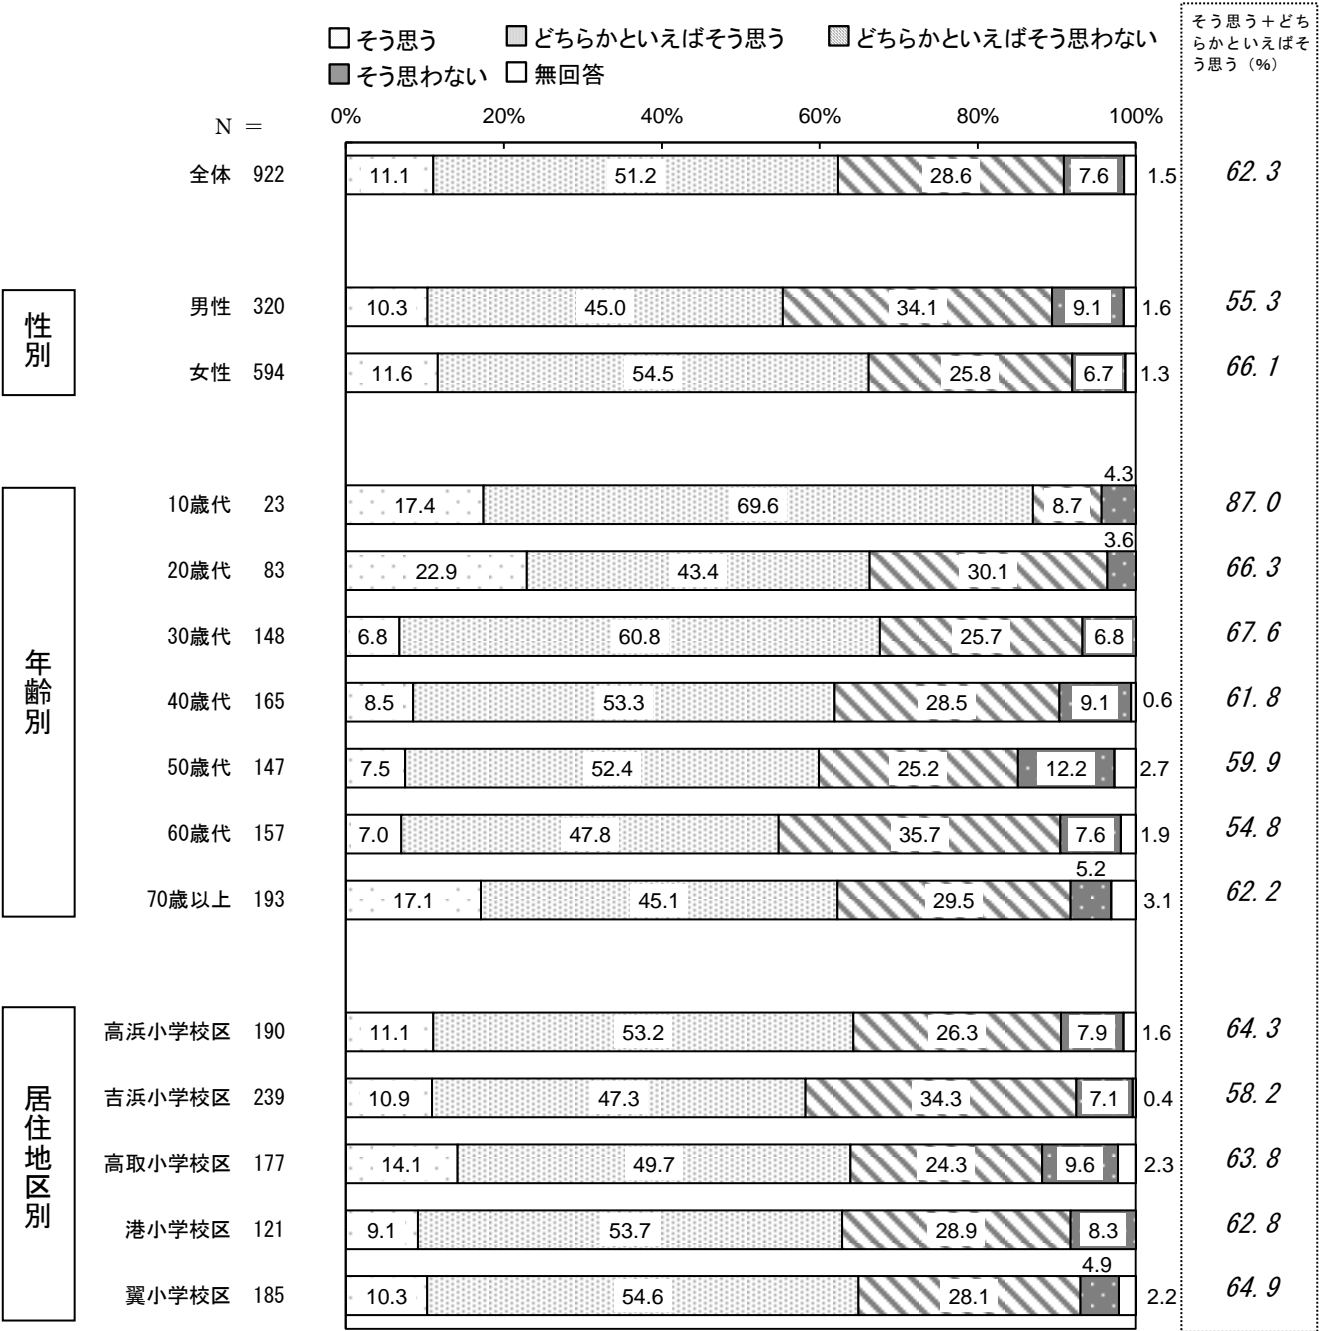 そう思う どちらかといえばそう思う どちらかといえばそう思わない
そう思わない 無回答
そう思う＋どち
らかといえばそ
う思う（%）
N ＝ 0% 20% 40% 60% 80% 100%
全体 922 11.1 51.2 28.6 7.6 1.5 62.3
性別
男性 320 10.3 45.0 34.1 9.1 1.6 55.3
女性 594 11.6 54.5 25.8 6.7 1.3 66.1
年齢別
10歳代 23 17.4 69.6 8.7 4.3 87.0
20歳代 83 22.9 43.4 30.1 3.6 66.3
30歳代 148 6.8 60.8 25.7 6.8 67.6
40歳代 165 8.5 53.3 28.5 9.1 0.6 61.8
50歳代 147 7.5 52.4 25.2 12.2 2.7 59.9
60歳代 157 7.0 47.8 35.7 7.6 1.9 54.8
70歳以上 193 17.1 45.1 29.5 5.2 3.1 62.2
居住地区別
高浜小学校区 190 11.1 53.2 26.3 7.9 1.6 64.3
吉浜小学校区 239 10.9 47.3 34.3 7.1 0.4 58.2
高取小学校区 177 14.1 49.7 24.3 9.6 2.3 63.8
港小学校区 121 9.1 53.7 28.9 8.3 62.8
翼小学校区 185 10.3 54.6 28.1 4.9 2.2 64.9